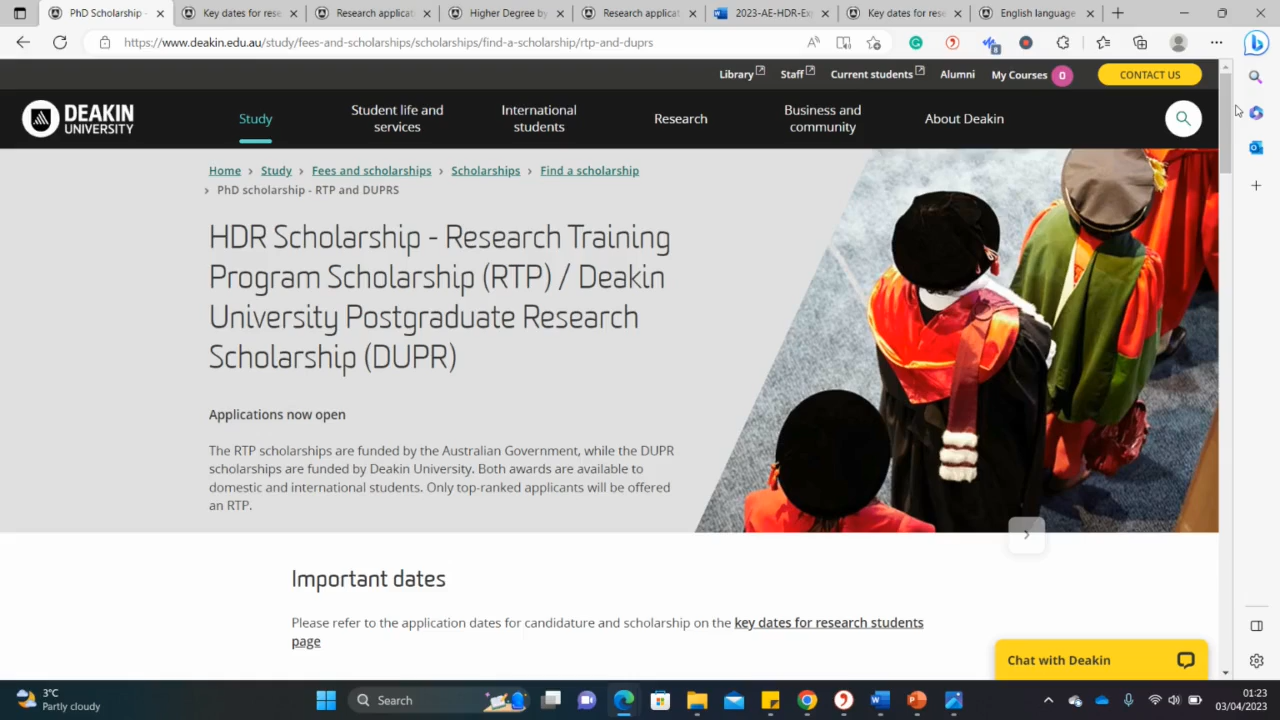 PhD Scholarship -
Key dates for rese
Research applicat
Higher Degree by
Research applicat
2023-AE-HDR-Exp
Key dates for rese
English language
https://www.deakin.edu.au/study/fees-and-scholarships/scholarships/find-a-scholarship/rtp-and-duprs
8
Library
Staff
Current students
Alumni
My Courses 0
CONTACT US
DEAKIN
UNIVERSITY
Study
Student life and
services
International
students
Research
Business and
community
About Deakin
Home > Study > Fees and scholarships > Scholarships > Find a scholarship
> PhD scholarship - RTP and DUPRS
HDR Scholarship - Research Training
Program Scholarship (RTP) / Deakin
University Postgraduate Research
Scholarship (DUPR)
Applications now open
The RTP scholarships are funded by the Australian Government, while the DUPR
scholarships are funded by Deakin University. Both awards are available to
domestic and international students. Only top-ranked applicants will be offered
an RTP.
Important dates
Please refer to the application dates for candidature and scholarship on the key dates for research students
page
Chat with Deakin
3°C
Partly cloudy
Search
01:23
03/04/2023